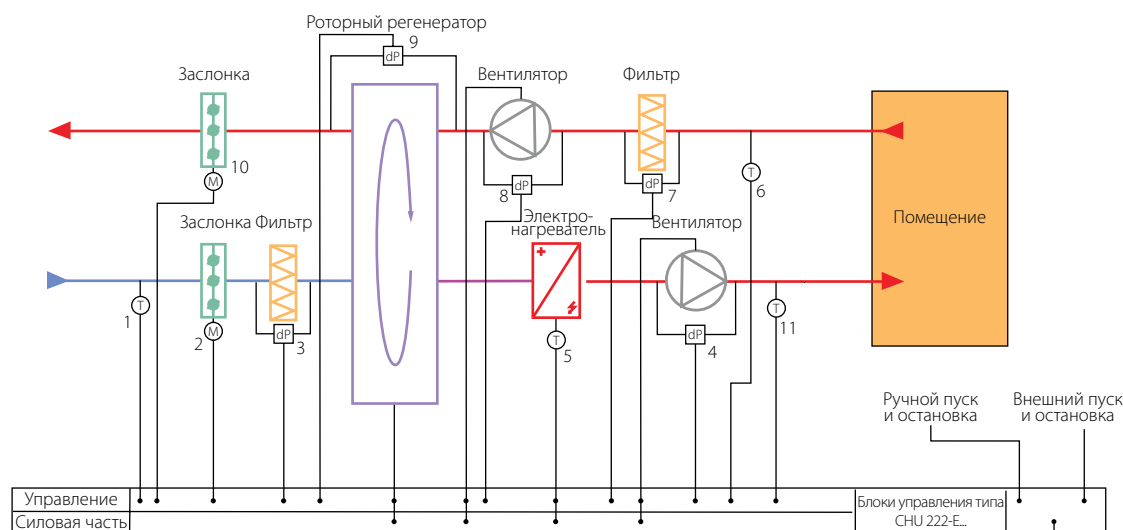 Роторный регенератор
9
dP
Заслонка
Вентилятор
Фильтр
10
M
8
dP
dP
7
T
6
Помещение
Заслонка Фильтр
Электро-
нагреватель
Вентилятор
T
1
M
2
dP
3
T
5
dP
4
T
11
Ручной пуск
и остановка
Внешний пуск
и остановка
Управление
Силовая часть
Блоки управления типа
CHU 222-E...